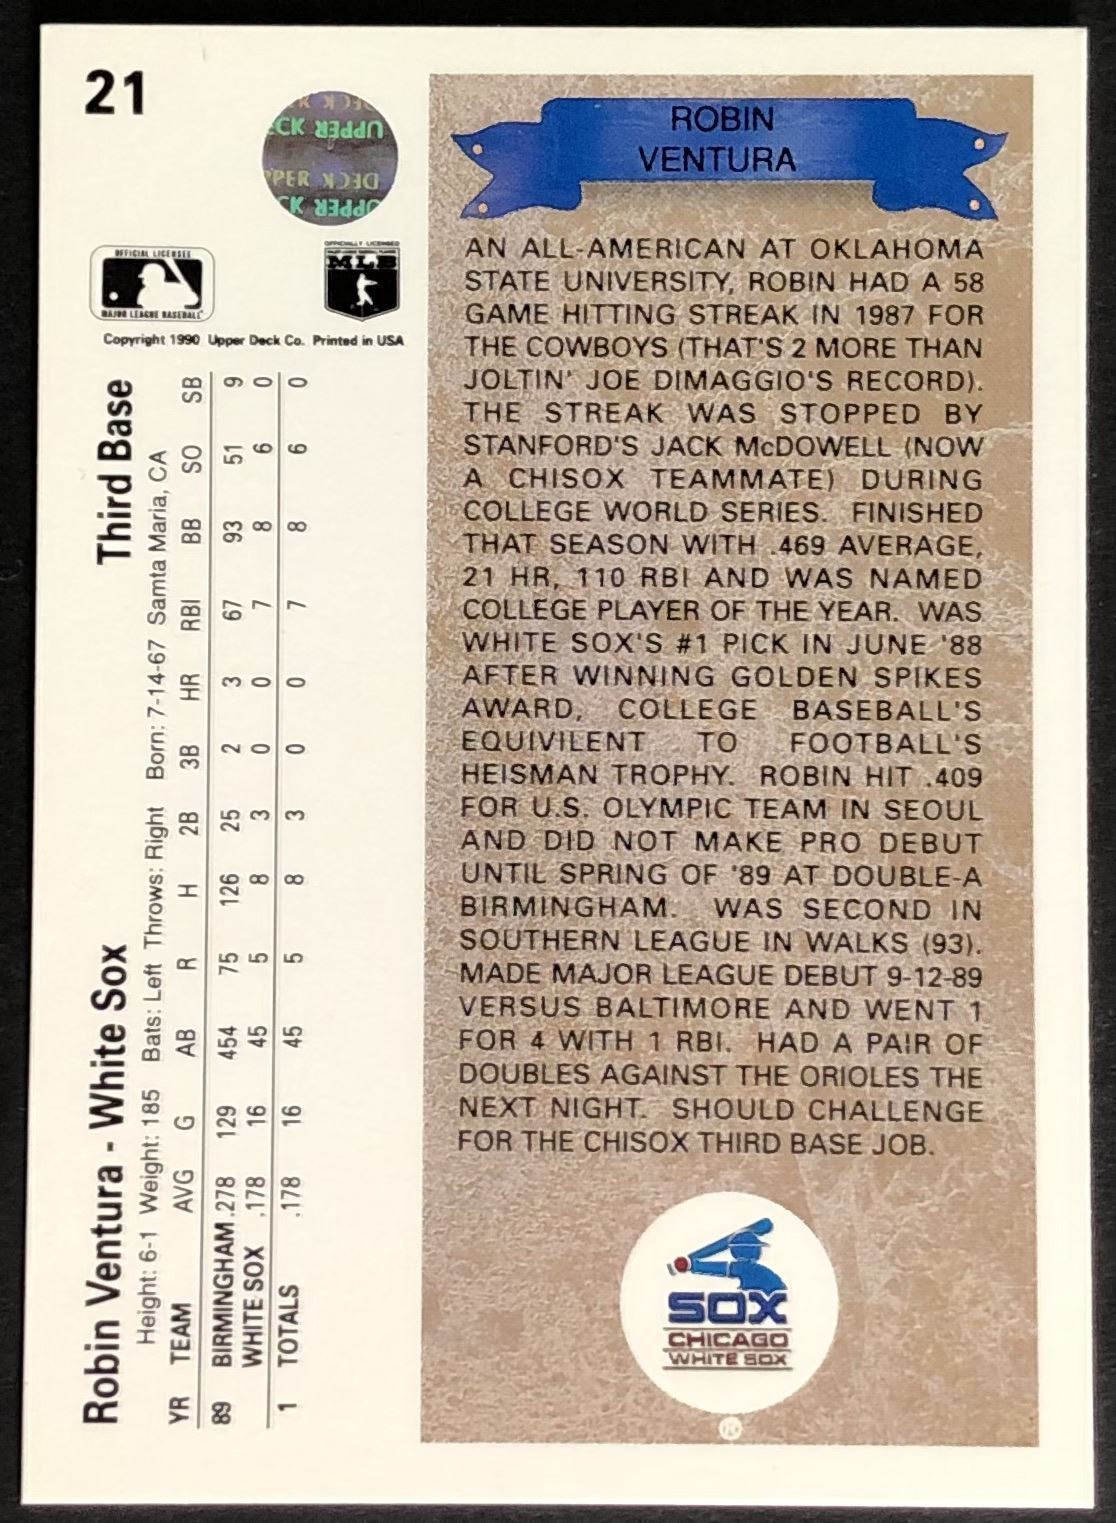 21
UPPER DECK
OFFICIAL LICENSEE
MAJOR LEAGUE BASEBALL
OFFICIALLY LICENSED
MAJOR LEAGUE BASEBALL PLAYERS
MLB
Copyright 1990 Upper Deck Co. Printed in USA
Robin Ventura - White Sox Third Base
Height: 6-1 Weight: 185 Bats: Left Throws: Right Born: 7-14-67 Samta Maria, CA
YR TEAM AVG G AB R H 2B 3B HR RBI BB SO SB
89 BIRMINGHAM .278 129 454 75 126 25 2 3 67 93 51 9
WHITE SOX .178 16 45 5 8 3 0 0 7 8 6 0
1 TOTALS .178 16 45 5 8 3 0 0 7 8 6 0
ROBIN
VENTURA
AN ALL-AMERICAN AT OKLAHOMA
STATE UNIVERSITY, ROBIN HAD A 58
GAME HITTING STREAK IN 1987 FOR
THE COWBOYS (THAT'S 2 MORE THAN
JOLTIN' JOE DIMAGGIO'S RECORD).
THE STREAK WAS STOPPED BY
STANFORD'S JACK McDOWELL (NOW
A CHISOX TEAMMATE) DURING
COLLEGE WORLD SERIES. FINISHED
THAT SEASON WITH .469 AVERAGE,
21 HR, 110 RBI AND WAS NAMED
COLLEGE PLAYER OF THE YEAR. WAS
WHITE SOX'S #1 PICK IN JUNE '88
AFTER WINNING GOLDEN SPIKES
AWARD, COLLEGE BASEBALL'S
EQUIVILENT TO FOOTBALL'S
HEISMAN TROPHY. ROBIN HIT .409
FOR U.S. OLYMPIC TEAM IN SEOUL
AND DID NOT MAKE PRO DEBUT
UNTIL SPRING OF '89 AT DOUBLE-A
BIRMINGHAM. WAS SECOND IN
SOUTHERN LEAGUE IN WALKS (93).
MADE MAJOR LEAGUE DEBUT 9-12-89
VERSUS BALTIMORE AND WENT 1
FOR 4 WITH 1 RBI. HAD A PAIR OF
DOUBLES AGAINST THE ORIOLES THE
NEXT NIGHT. SHOULD CHALLENGE
FOR THE CHISOX THIRD BASE JOB.
SOX
CHICAGO
WHITE SOX
®